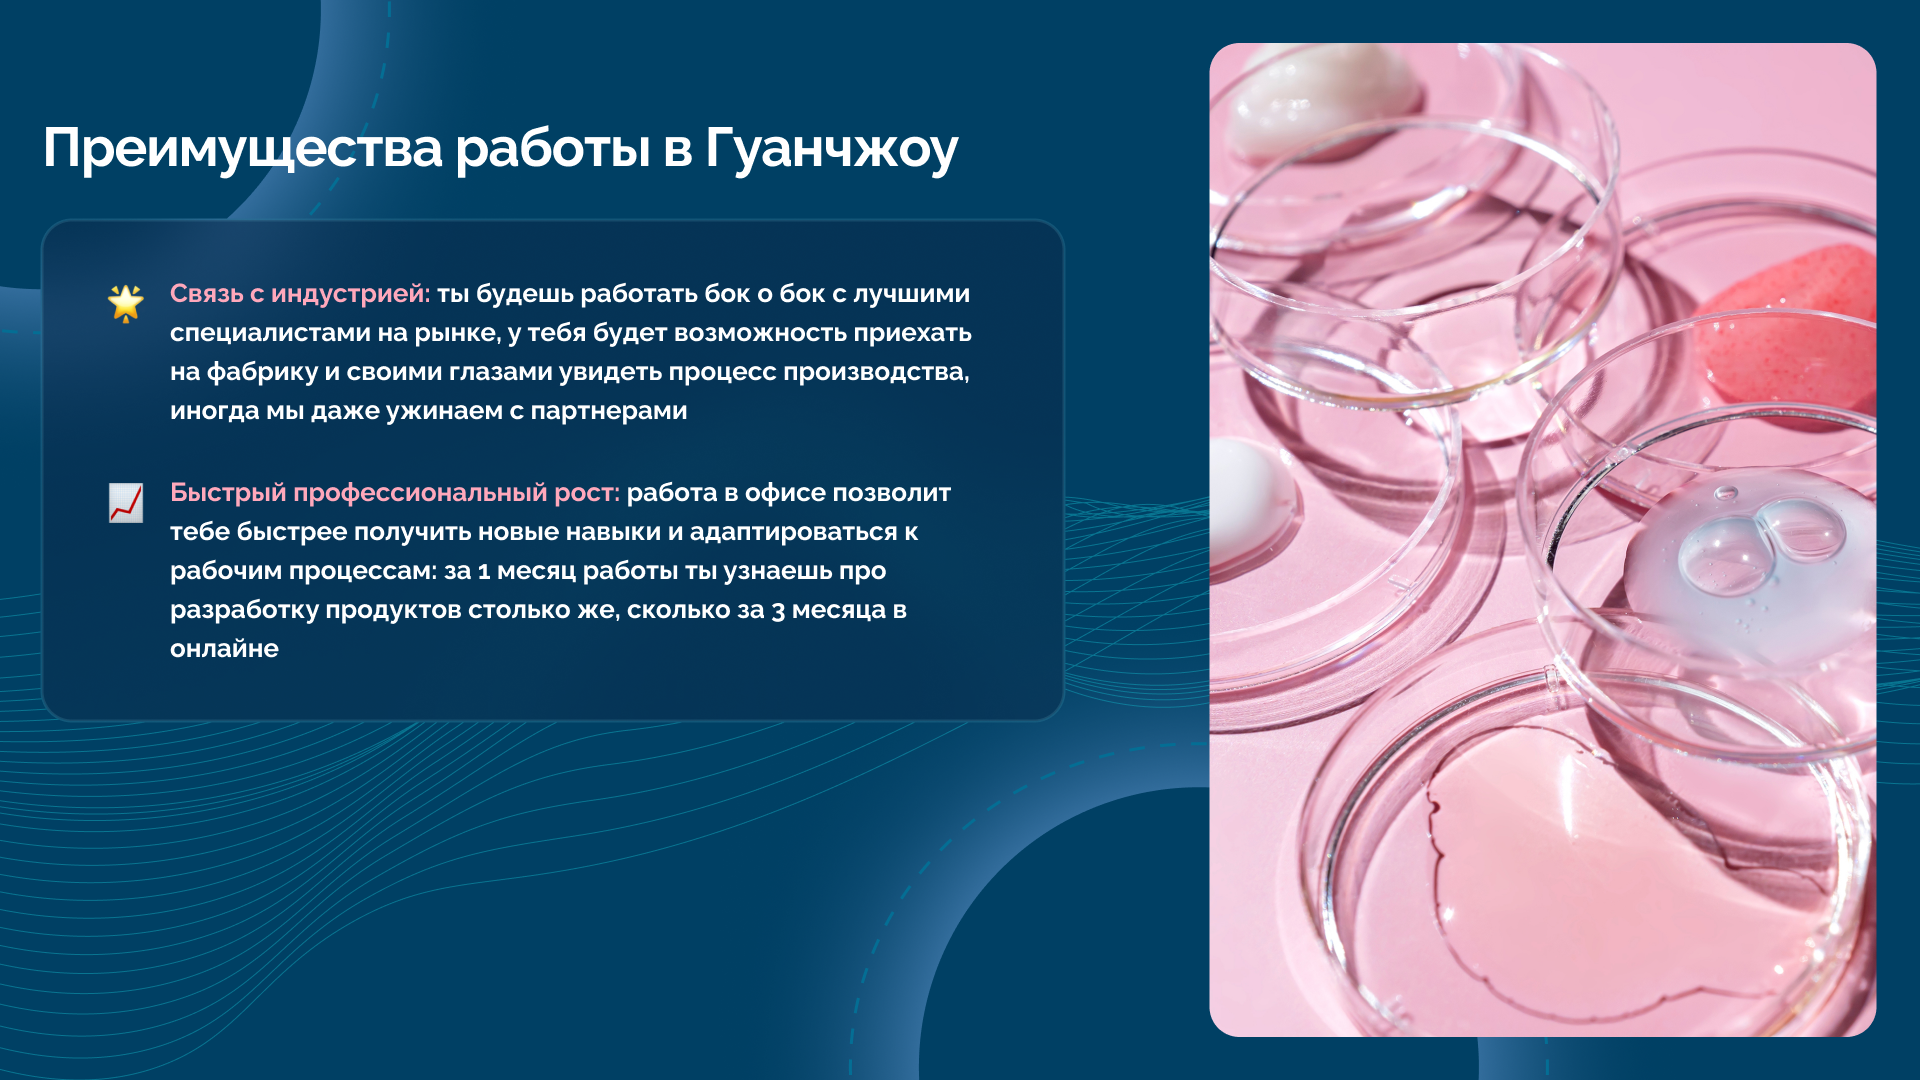 Преимущества работы в Гуанчжоу
🌟 Связь с индустрией: ты будешь работать бок о бок с лучшими
специалистами на рынке, у тебя будет возможность приехать
на фабрику и своими глазами увидеть процесс производства,
иногда мы даже ужинаем с партнерами
📈 Быстрый профессиональный рост: работа в офисе позволит
тебе быстрее получить новые навыки и адаптироваться к
рабочим процессам: за 1 месяц работы ты узнаешь про
разработку продуктов столько же, сколько за 3 месяца в
онлайне